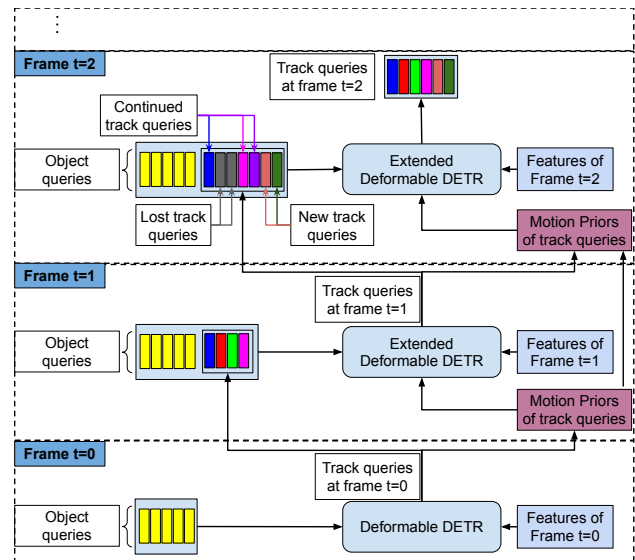 ⋮
Frame t=2
Track queries
at frame t=2
Continued
track queries
Object
queries
Extended
Deformable DETR
Features of
Frame t=2
Lost track
queries
New track
queries
Motion Priors
of track queries
Frame t=1
Track queries
at frame t=1
Object
queries
Extended
Deformable DETR
Features of
Frame t=1
Motion Priors
of track queries
Frame t=0
Track queries
at frame t=0
Object
queries
Deformable DETR
Features of
Frame t=0